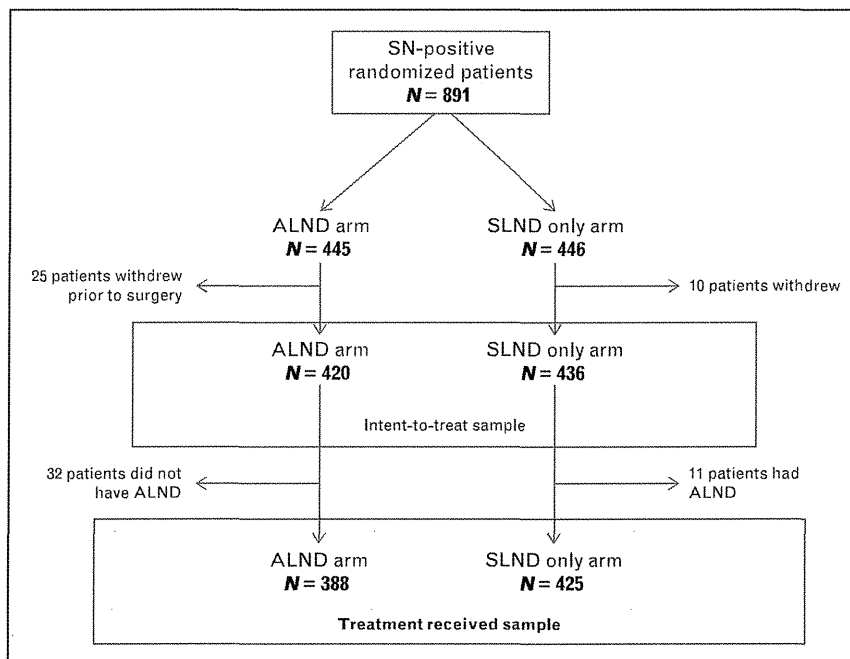 SN-positive
randomized patients
N = 891
ALND arm
N = 445
SLND only arm
N = 446
25 patients withdrew
prior to surgery
10 patients withdrew
ALND arm
N = 420
SLND only arm
N = 436
Intent-to-treat sample
32 patients did not
have ALND
11 patients had
ALND
ALND arm
N = 388
SLND only arm
N = 425
Treatment received sample